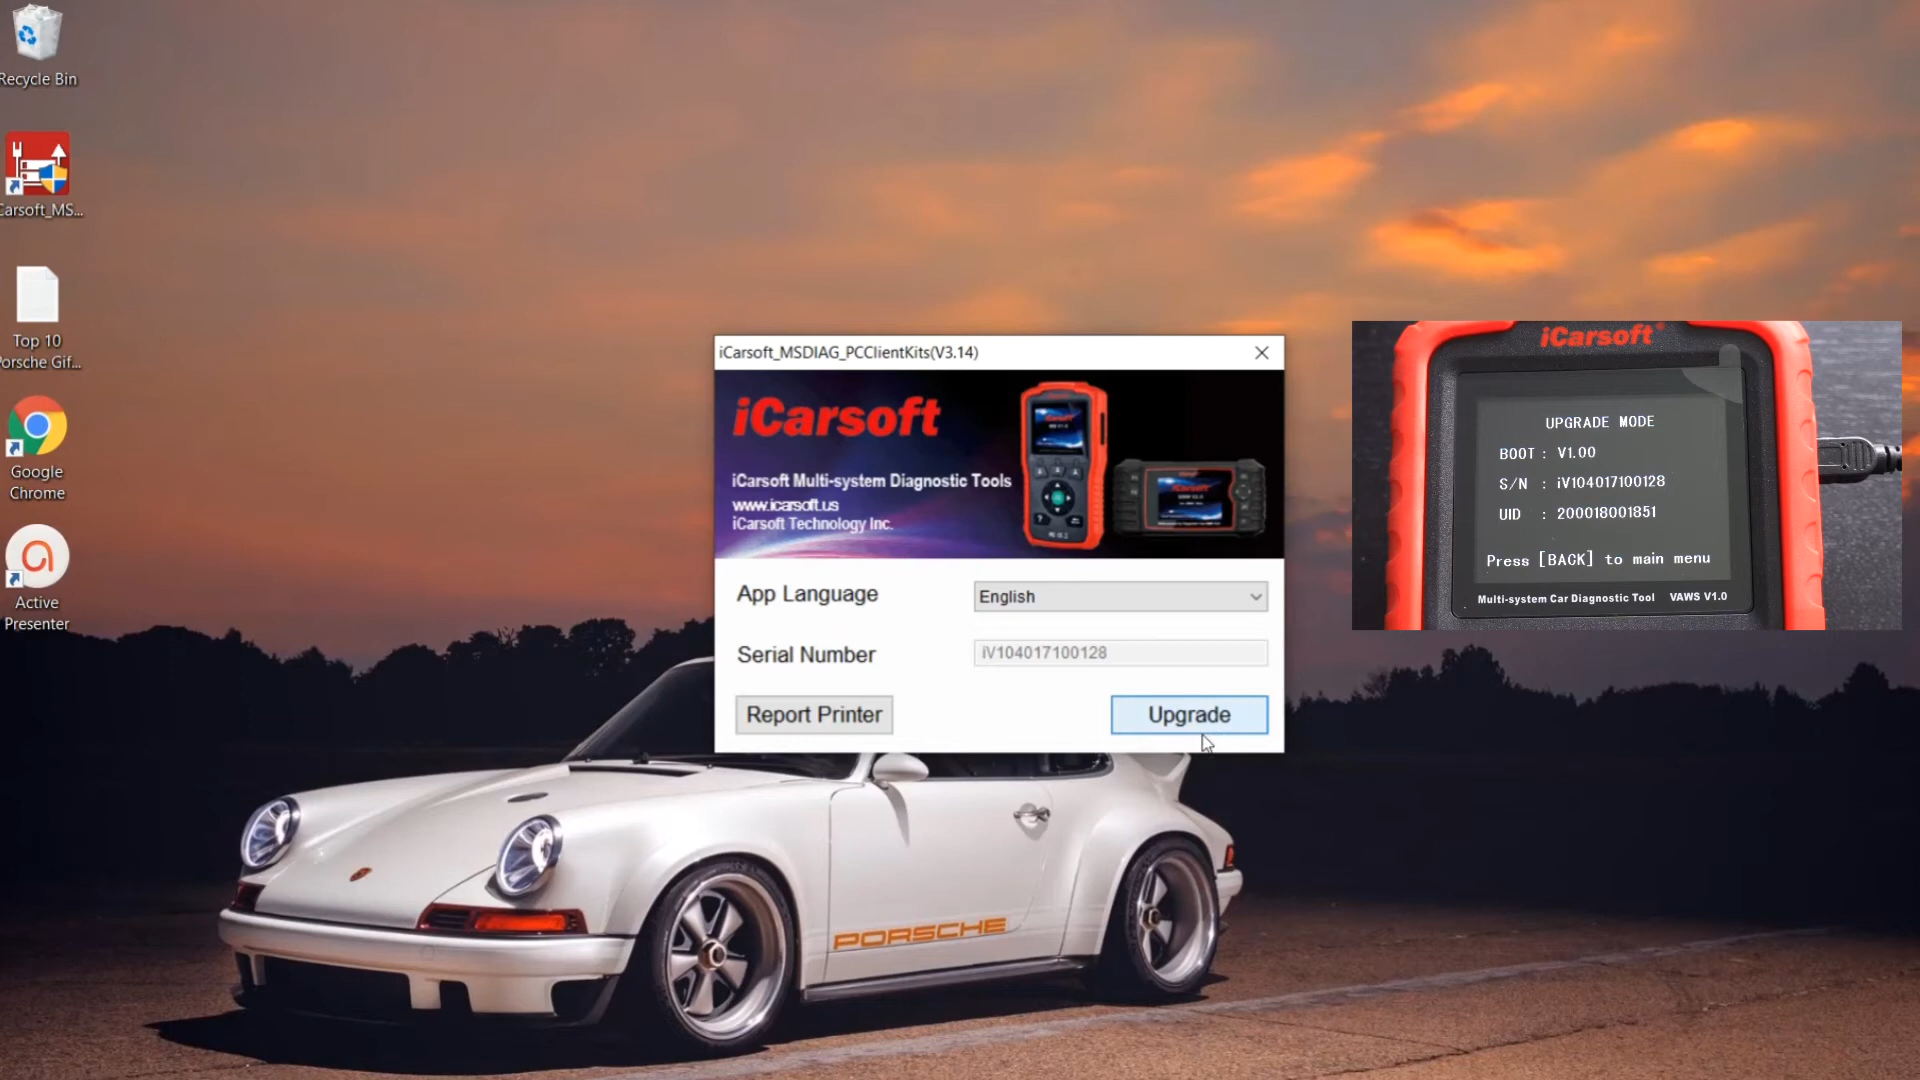 Recycle Bin
Carsoft_MS...
Top 10
Porsche Gif...
Google
Chrome
Active
Presenter
iCarsoft_MSDIAG_PCClientKits(V3.14)
iCarsoft
iCarsoft Multi-system Diagnostic Tools
www.icarsoft.us
iCarsoft Technology Inc.
App Language
English
Serial Number
iV104017100128
Report Printer
Upgrade
iCarsoft®
UPGRADE MODE
BOOT : V1.00
S/N : iV104017100128
UID : 200018001851
Press [BACK] to main menu
Multi-system Car Diagnostic Tool VAWS V1.0
PORSCHE